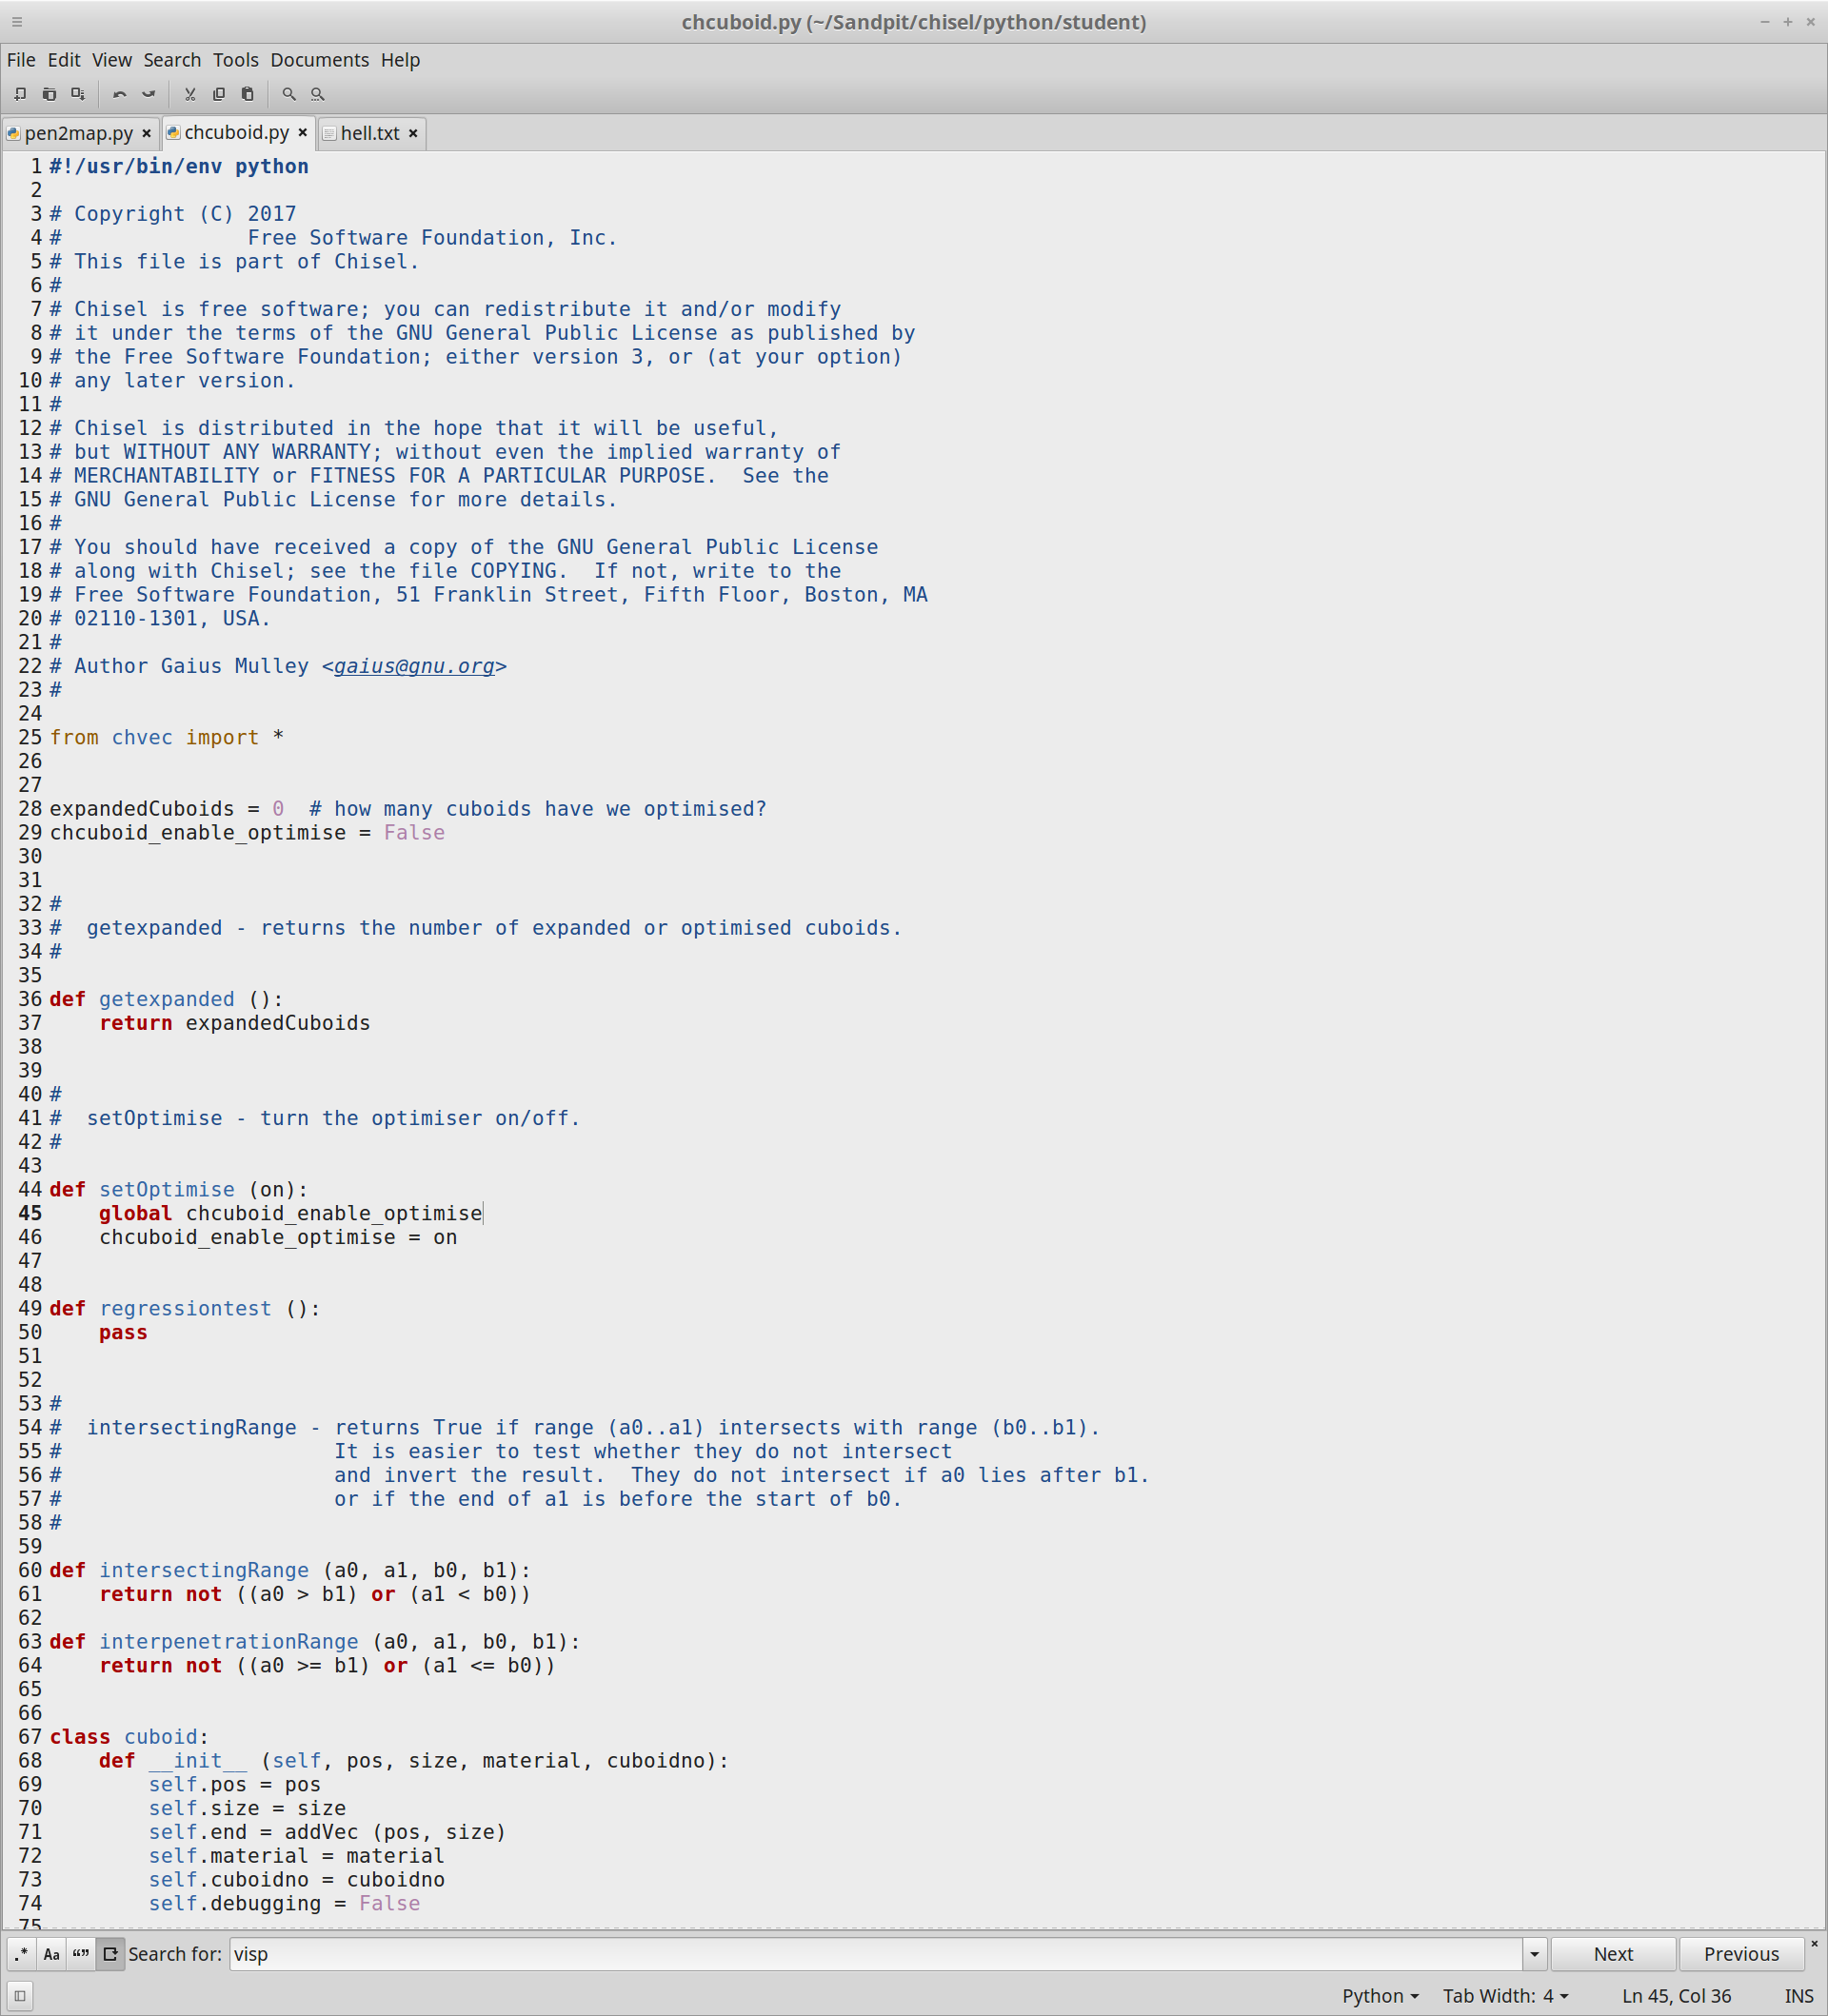 chcuboid.py (~/Sandpit/chisel/python/student)
File Edit View Search Tools Documents Help
pen2map.py chcuboid.py hell.txt
1 #!/usr/bin/env python
2
3 # Copyright (C) 2017
4 #               Free Software Foundation, Inc.
5 # This file is part of Chisel.
6 #
7 # Chisel is free software; you can redistribute it and/or modify
8 # it under the terms of the GNU General Public License as published by
9 # the Free Software Foundation; either version 3, or (at your option)
10 # any later version.
11 #
12 # Chisel is distributed in the hope that it will be useful,
13 # but WITHOUT ANY WARRANTY; without even the implied warranty of
14 # MERCHANTABILITY or FITNESS FOR A PARTICULAR PURPOSE.  See the
15 # GNU General Public License for more details.
16 #
17 # You should have received a copy of the GNU General Public License
18 # along with Chisel; see the file COPYING.  If not, write to the
19 # Free Software Foundation, 51 Franklin Street, Fifth Floor, Boston, MA
20 # 02110-1301, USA.
21 #
22 # Author Gaius Mulley <gaius@gnu.org>
23 #
24
25 from chvec import *
26
27
28 expandedCuboids = 0  # how many cuboids have we optimised?
29 chcuboid_enable_optimise = False
30
31
32 #
33 #  getexpanded - returns the number of expanded or optimised cuboids.
34 #
35
36 def getexpanded ():
37     return expandedCuboids
38
39
40 #
41 #  setOptimise - turn the optimiser on/off.
42 #
43
44 def setOptimise (on):
45     global chcuboid_enable_optimise
46     chcuboid_enable_optimise = on
47
48
49 def regressiontest ():
50     pass
51
52
53 #
54 #  intersectingRange - returns True if range (a0..a1) intersects with range (b0..b1).
55 #                      It is easier to test whether they do not intersect
56 #                      and invert the result.  They do not intersect if a0 lies after b1.
57 #                      or if the end of a1 is before the start of b0.
58 #
59
60 def intersectingRange (a0, a1, b0, b1):
61     return not ((a0 > b1) or (a1 < b0))
62
63 def interpenetrationRange (a0, a1, b0, b1):
64     return not ((a0 >= b1) or (a1 <= b0))
65
66
67 class cuboid:
68     def __init__ (self, pos, size, material, cuboidno):
69         self.pos = pos
70         self.size = size
71         self.end = addVec (pos, size)
72         self.material = material
73         self.cuboidno = cuboidno
74         self.debugging = False
75
.* Aa “” Search for: visp Next Previous
Python Tab Width: 4 Ln 45, Col 36 INS